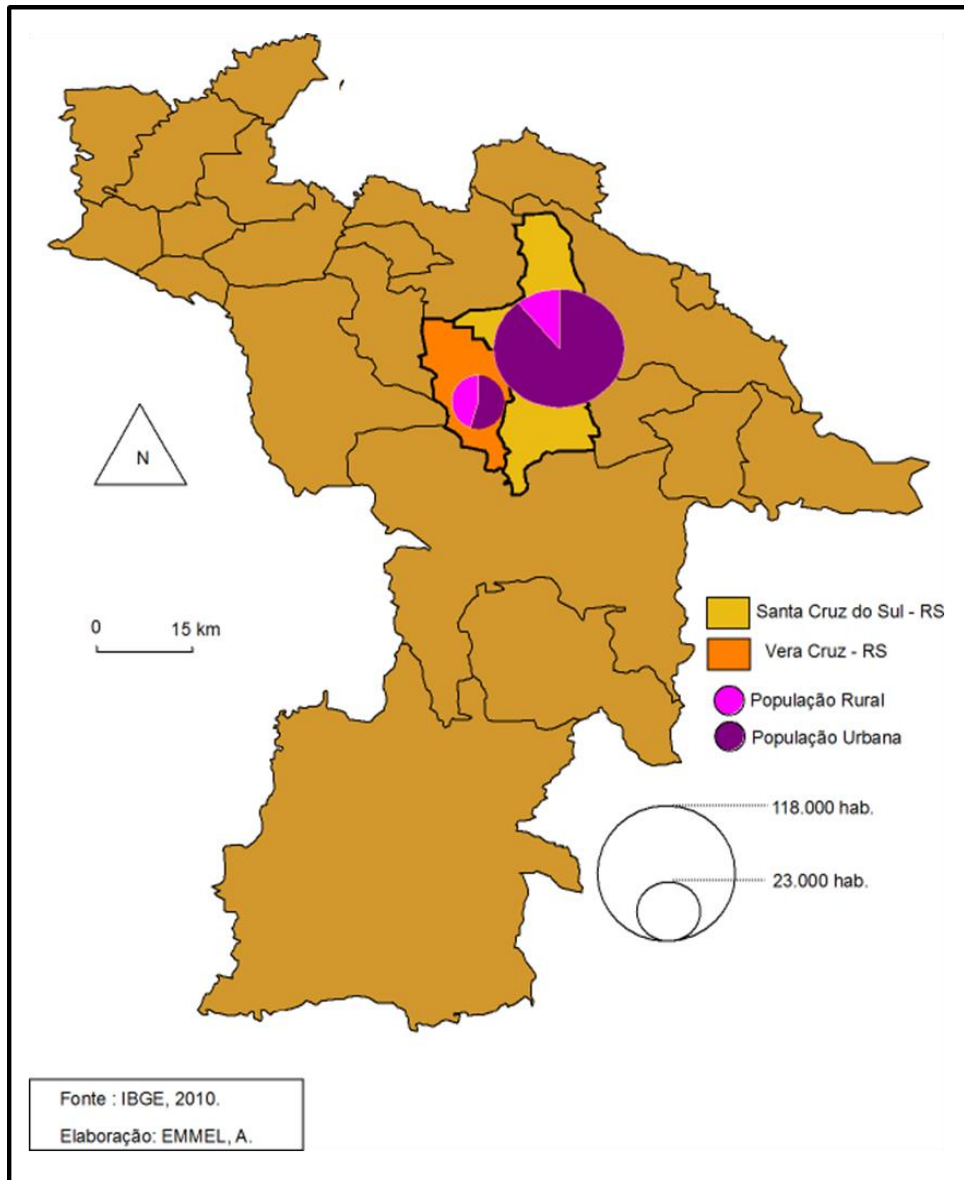 N
0 15 km
Santa Cruz do Sul - RS
Vera Cruz - RS
População Rural
População Urbana
118.000 hab.
23.000 hab.
Fonte : IBGE, 2010.
Elaboração: EMMEL, A.